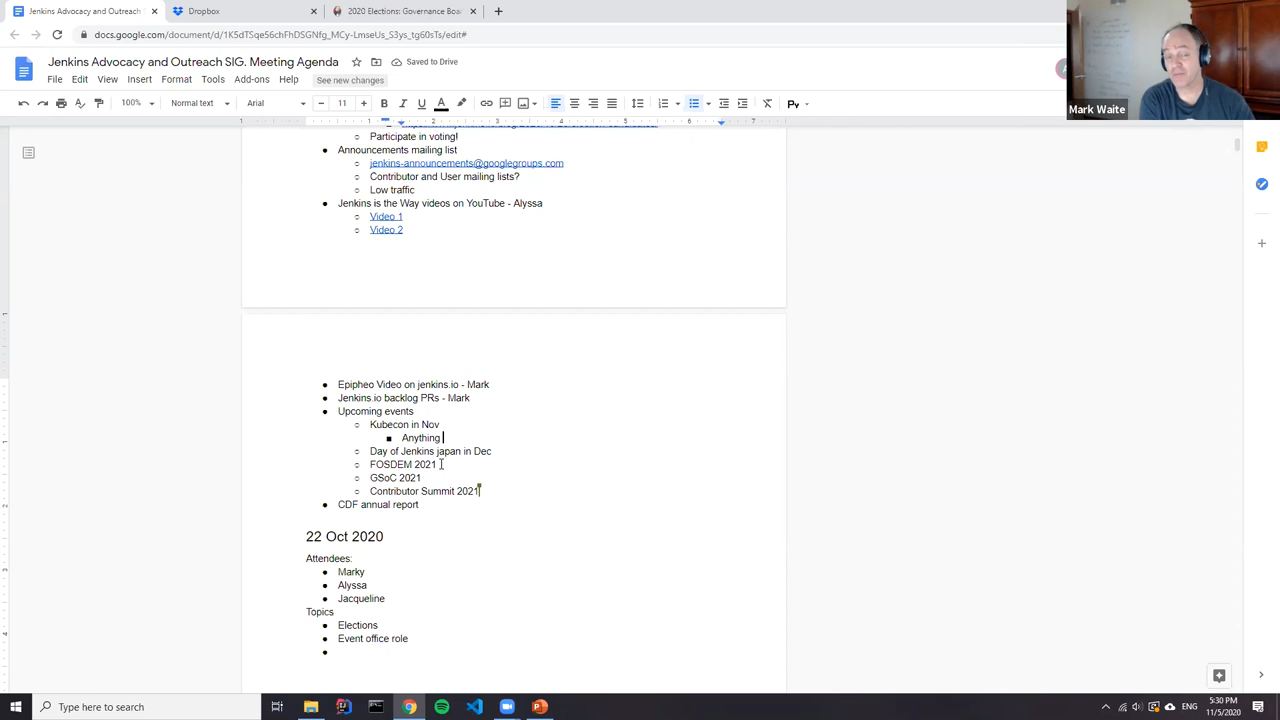 Jenkins Advocacy and Outreach
Dropbox
2020 Elections: Governance Boa
docs.google.com/document/d/1K5dTSqe56chFhDSGNfg_MCy-LmseUs_S3ys_tg60sTs/edit#
Jenkins Advocacy and Outreach SIG. Meeting Agenda
Saved to Drive
File Edit View Insert Format Tools Add-ons Help See new changes
100% Normal text Arial 11
Mark Waite
Participate in voting!
Announcements mailing list
jenkins-announcements@googlegroups.com
Contributor and User mailing lists?
Low traffic
Jenkins is the Way videos on YouTube - Alyssa
Video 1
Video 2
Epipheo Video on jenkins.io - Mark
Jenkins.io backlog PRs - Mark
Upcoming events
Kubecon in Nov
Anything
Day of Jenkins japan in Dec
FOSDEM 2021
GSoC 2021
Contributor Summit 2021
CDF annual report
22 Oct 2020
Attendees:
Marky
Alyssa
Jacqueline
Topics
Elections
Event office role
Type here to search
ENG
5:30 PM
11/5/2020